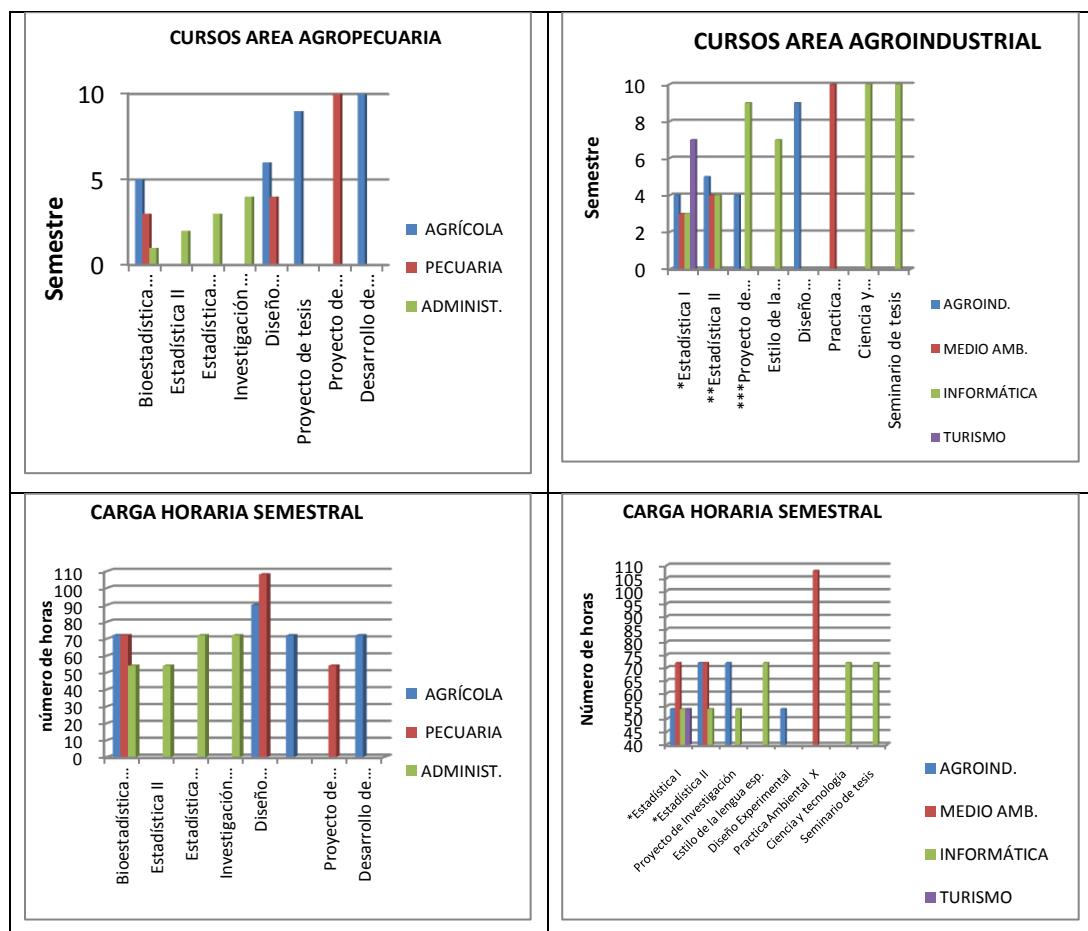 CURSOS AREA AGROPECUARIA
Semestre
10
5
0
Bioestadística…
Estadística II
Estadística…
Investigación…
Diseño…
Proyecto de tesis
Proyecto de…
Desarrollo de…
AGRÍCOLA
PECUARIA
ADMINIST.
CURSOS AREA AGROINDUSTRIAL
Semestre
10
8
6
4
2
0
*Estadística I
**Estadística II
***Proyecto de…
Estilo de la…
Diseño…
Practica…
Ciencia y…
Seminario de tesis
AGROIND.
MEDIO AMB.
INFORMÁTICA
TURISMO
CARGA HORARIA SEMESTRAL
número de horas
110
100
90
80
70
60
50
40
30
20
10
0
Bioestadística…
Estadística II
Estadística…
Investigación…
Diseño…
Proyecto de…
Desarrollo de…
AGRÍCOLA
PECUARIA
ADMINIST.
CARGA HORARIA SEMESTRAL
Número de horas
110
105
100
95
90
85
80
75
70
65
60
55
50
45
40
*Estadística I
*Estadística II
Proyecto de Investigación
Estilo de la lengua esp.
Diseño Experimental
Practica Ambiental X
Ciencia y tecnología
Seminario de tesis
AGROIND.
MEDIO AMB.
INFORMÁTICA
TURISMO